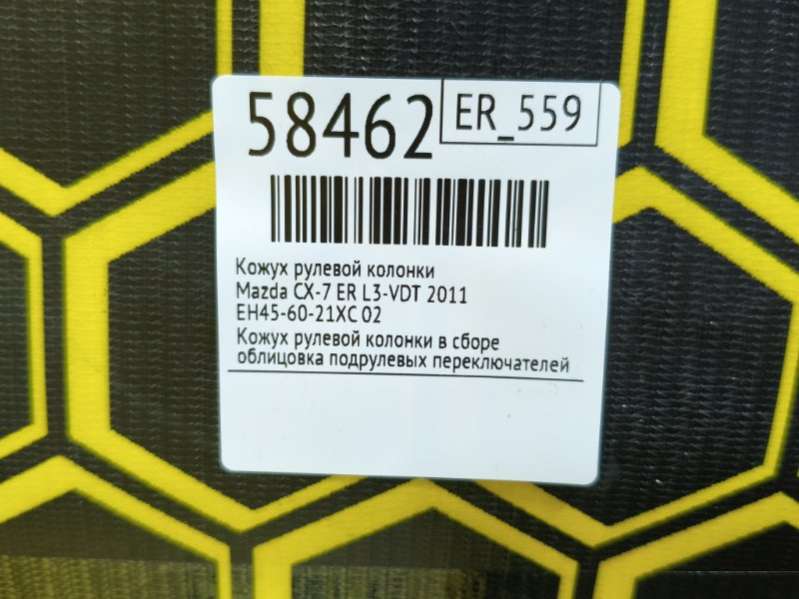 58462
ER_559
Кожух рулевой колонки
Mazda CX-7 ER L3-VDT 2011
EH45-60-21XC 02
Кожух рулевой колонки в сборе
облицовка подрулевых переключателей